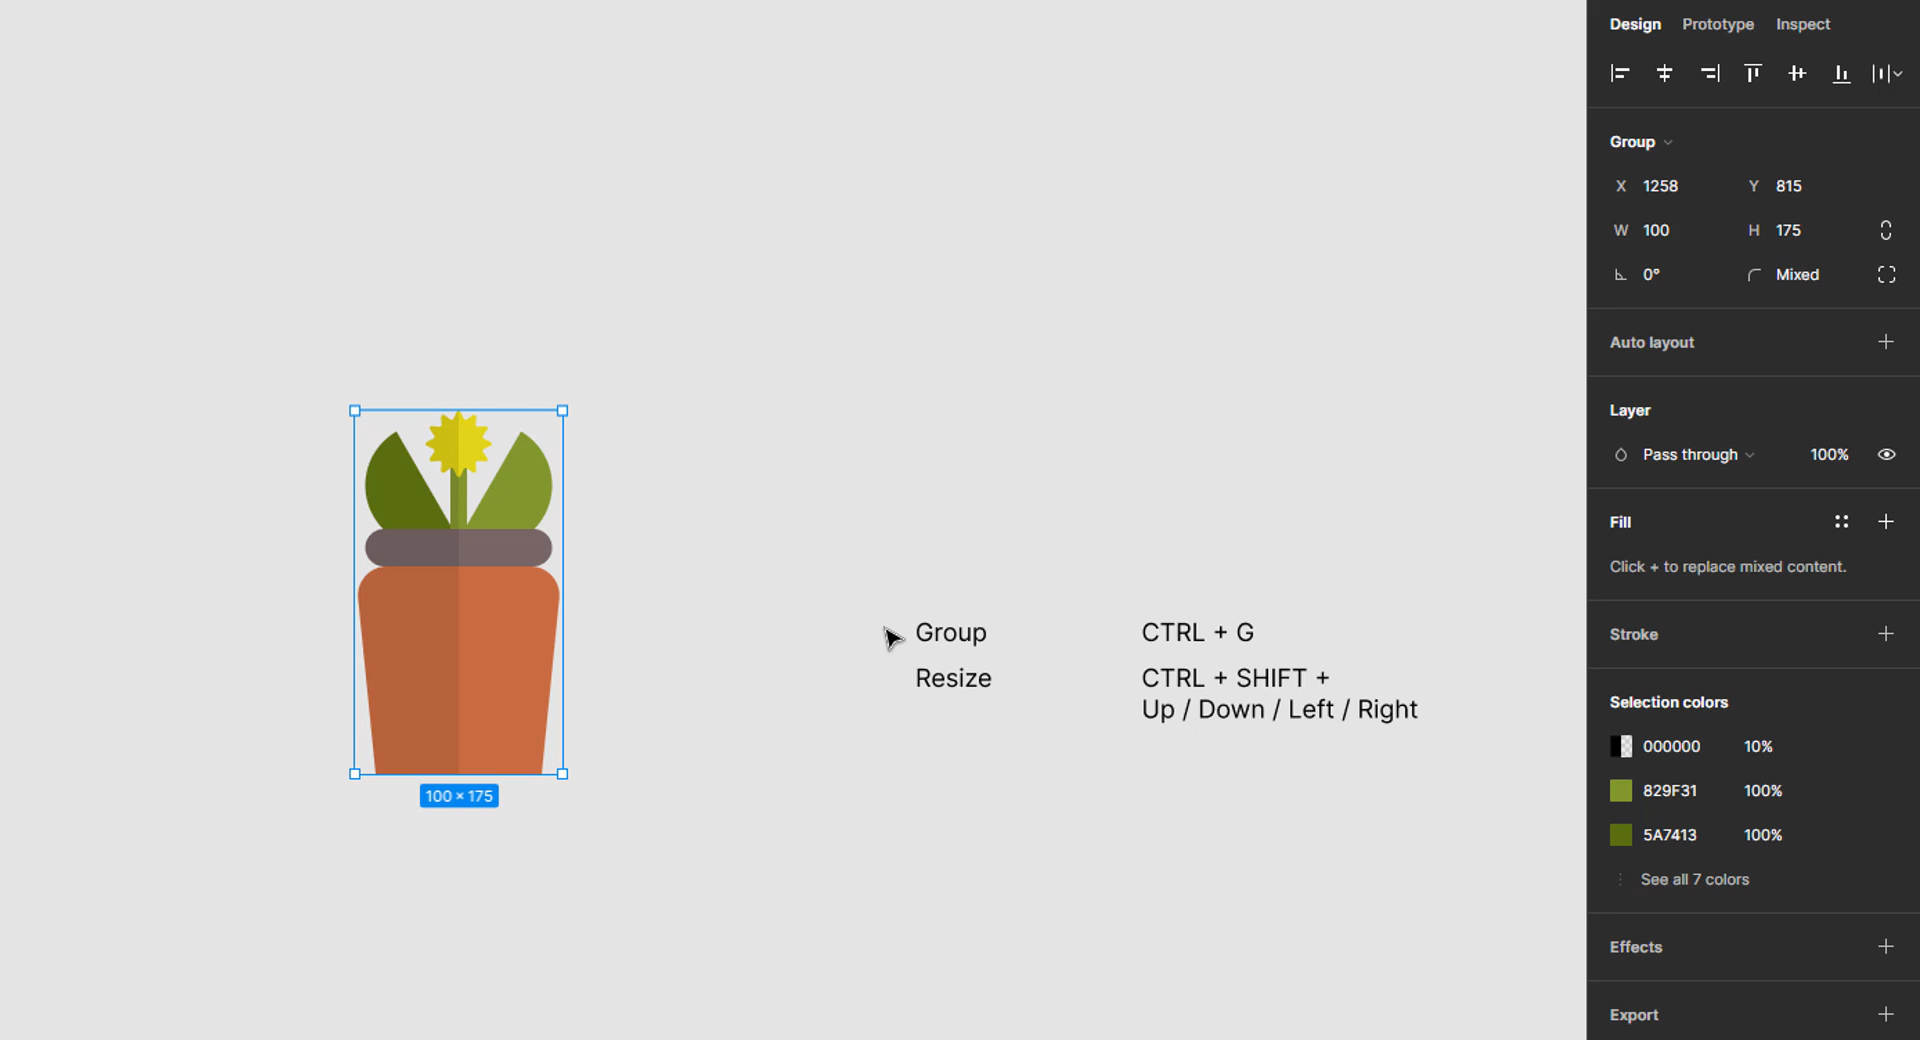 Design Prototype Inspect
Group
X 1258 Y 815
W 100 H 175
0° Mixed
Auto layout
Layer
Pass through 100%
Fill
Click + to replace mixed content.
Stroke
Selection colors
000000 10%
829F31 100%
5A7413 100%
See all 7 colors
Effects
Export
Group CTRL + G
Resize CTRL + SHIFT +
Up / Down / Left / Right
100 × 175